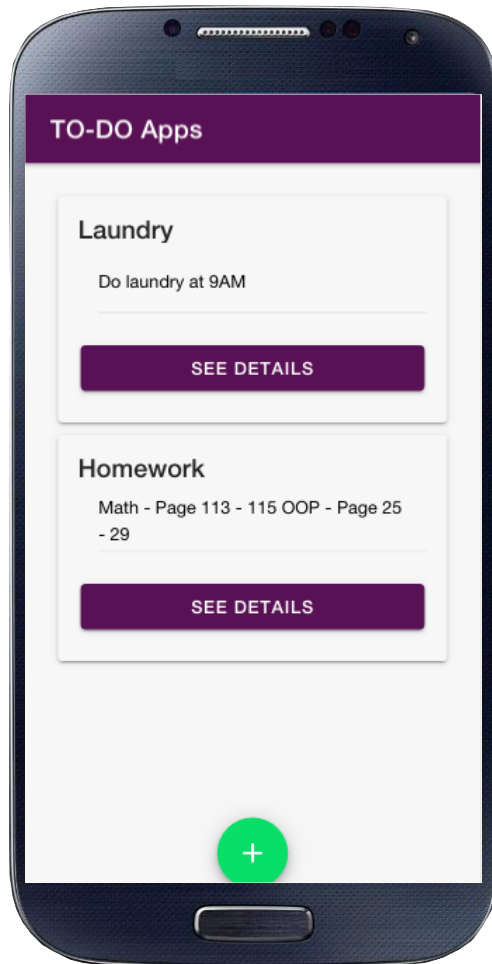 TO-DO Apps
Laundry
Do laundry at 9AM
SEE DETAILS
Homework
Math - Page 113 - 115 OOP - Page 25
- 29
SEE DETAILS
+